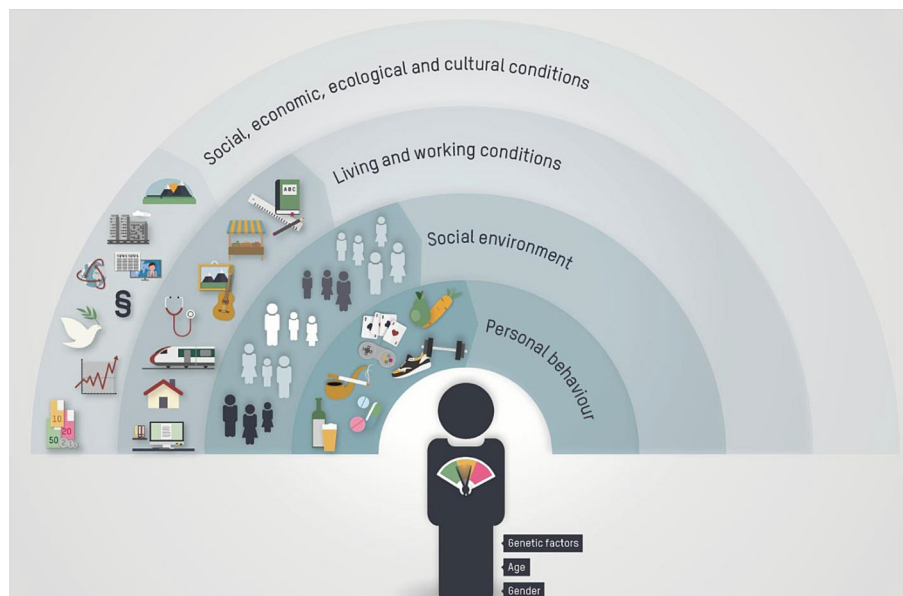 Social, economic, ecological and cultural conditions
Living and working conditions
Social environment
Personal behaviour
ABC
§
10
20
50
Genetic factors
Age
Gender